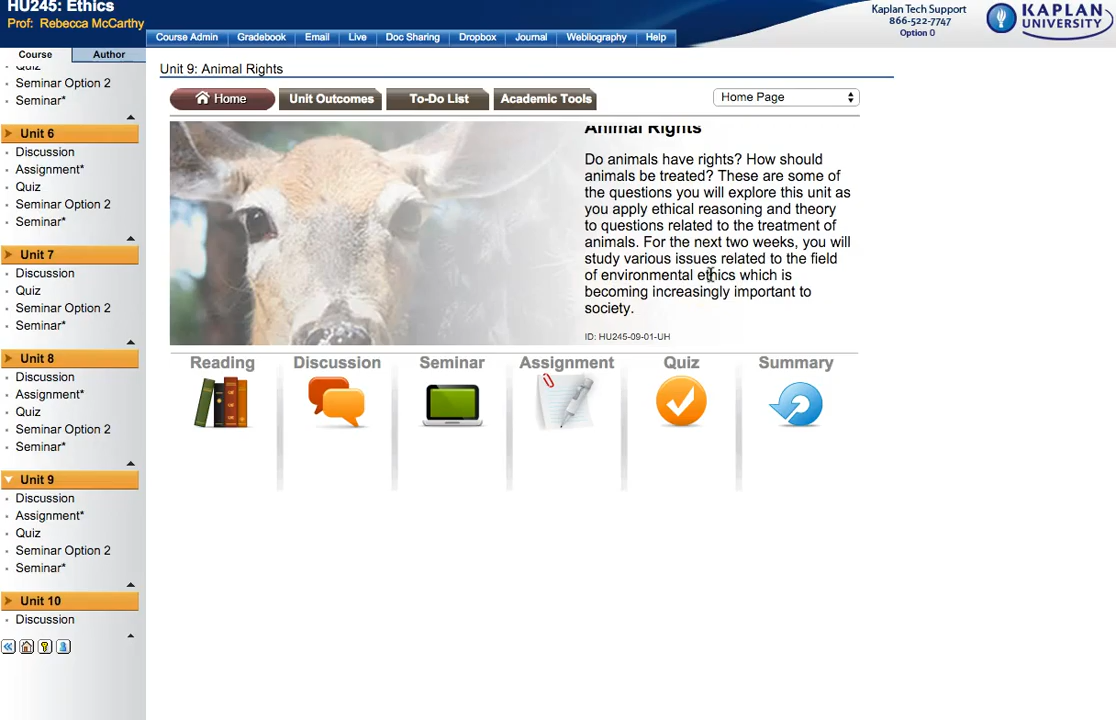 HU245: Ethics
Prof: Rebecca McCarthy
Kaplan Tech Support
866-522-7747
Option 0
KAPLAN
UNIVERSITY
Course Admin
Gradebook
Email
Live
Doc Sharing
Dropbox
Journal
Webliography
Help
Course
Author
Quiz
Seminar Option 2
Seminar*
Unit 6
Discussion
Assignment*
Quiz
Seminar Option 2
Seminar*
Unit 7
Discussion
Quiz
Seminar Option 2
Seminar*
Unit 8
Discussion
Assignment*
Quiz
Seminar Option 2
Seminar*
Unit 9
Discussion
Assignment*
Quiz
Seminar Option 2
Seminar*
Unit 10
Discussion
Unit 9: Animal Rights
Home
Unit Outcomes
To-Do List
Academic Tools
Home Page
Animal Rights
Do animals have rights? How should
animals be treated? These are some of
the questions you will explore this unit as
you apply ethical reasoning and theory
to questions related to the treatment of
animals. For the next two weeks, you will
study various issues related to the field
of environmental ethics which is
becoming increasingly important to
society.
ID: HU245-09-01-UH
Reading
Discussion
Seminar
Assignment
Quiz
Summary